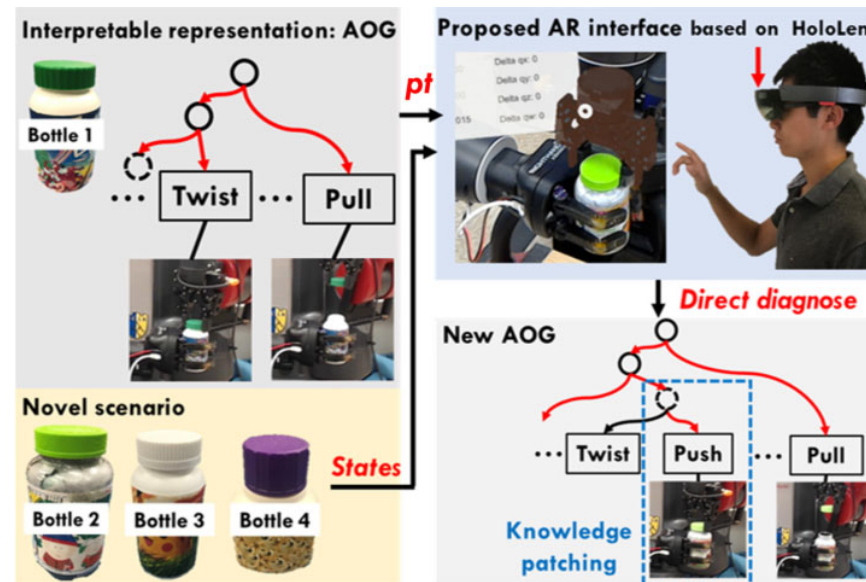 Interpretable representation: AOG
Bottle 1
... Twist ... Pull
pt
Proposed AR interface based on HoloLen
Delta qx: 0
Delta qy: 0
Delta qz: 0
015 Delta qw: 0
Direct diagnose
Novel scenario
Bottle 2 Bottle 3 Bottle 4
States
New AOG
... Twist Push ... Pull
Knowledge
patching